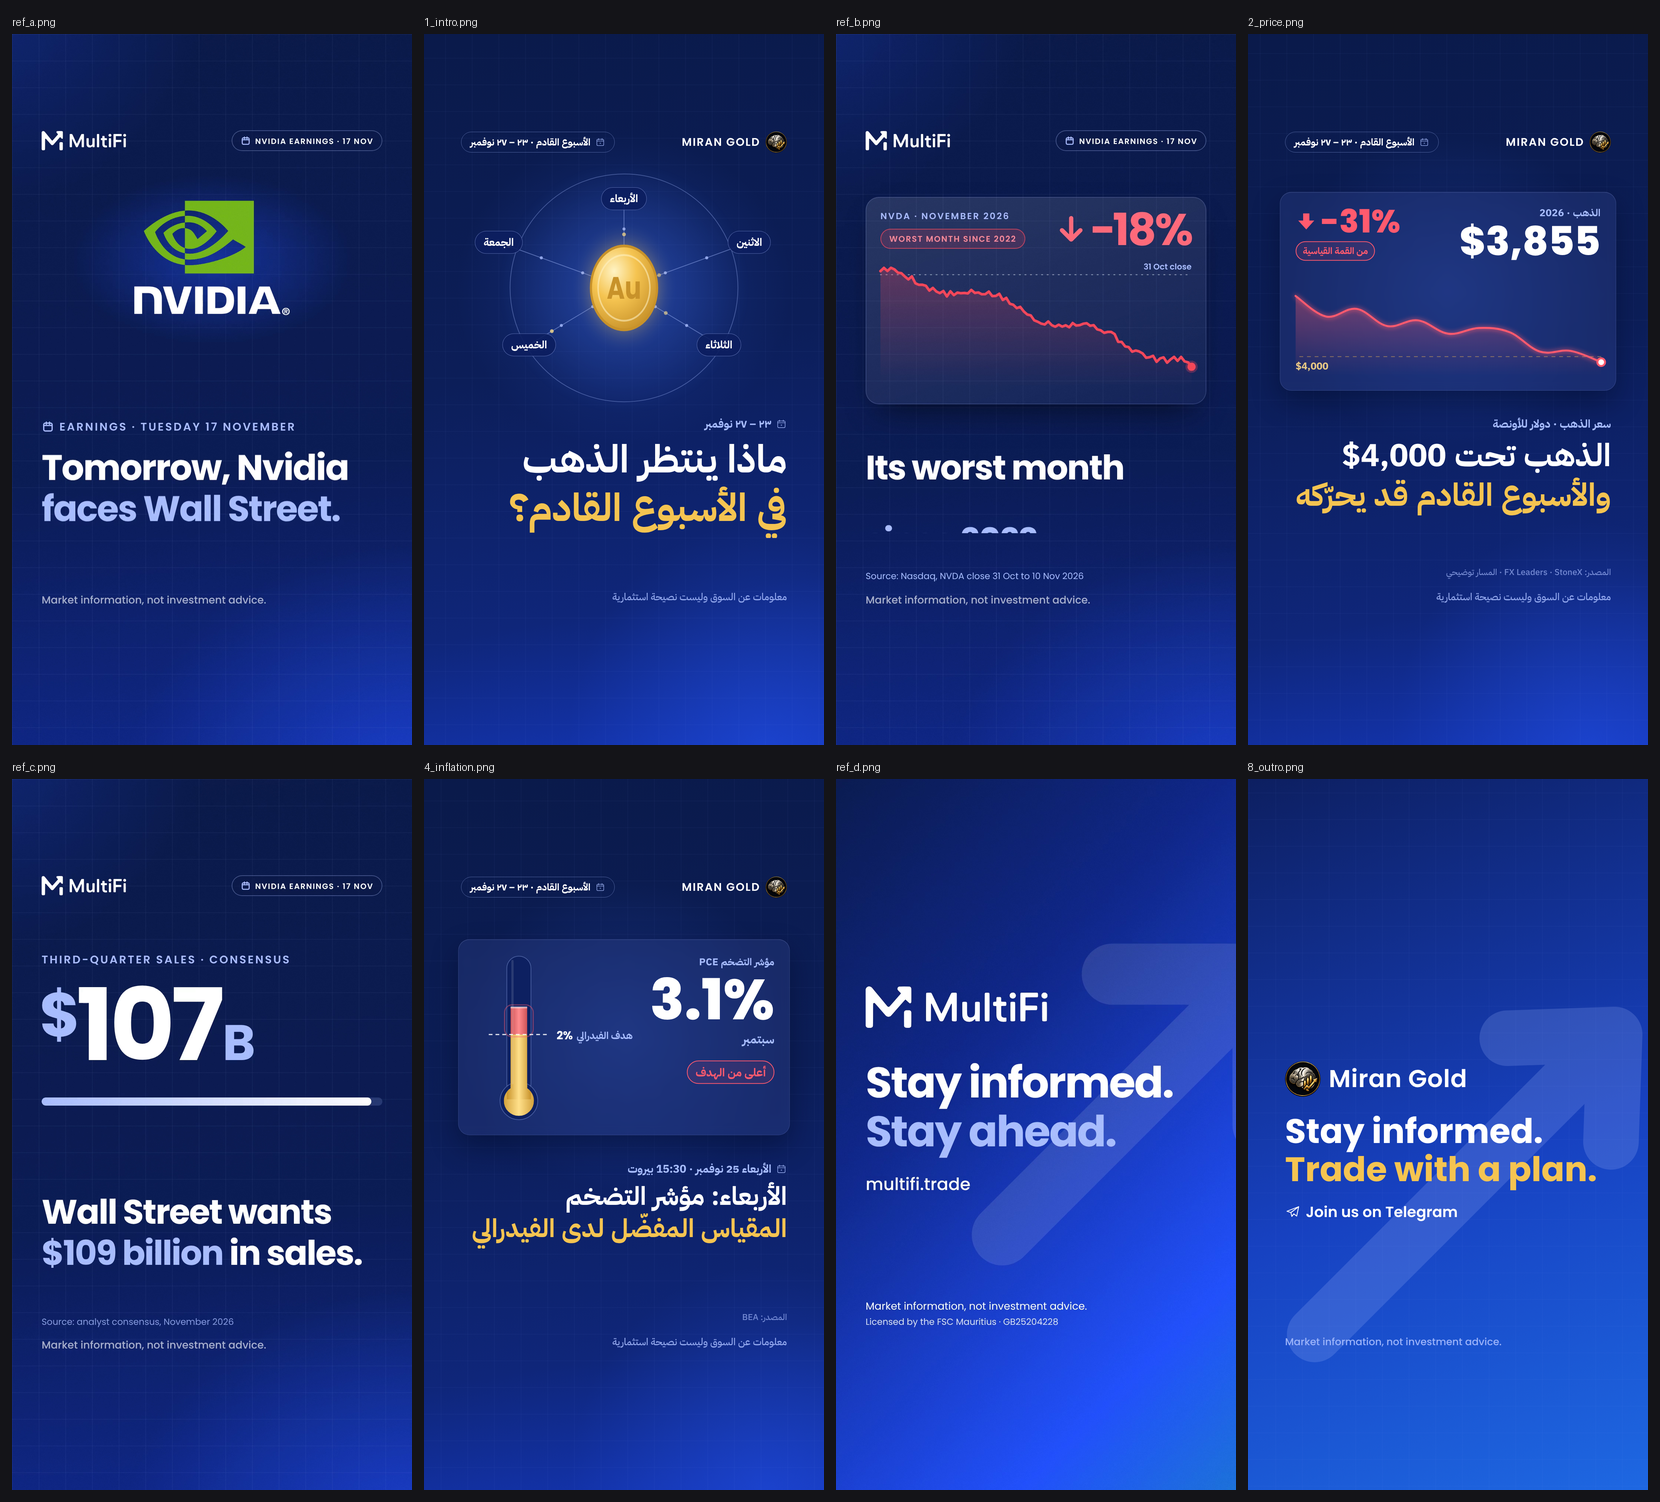 ref_a.png
MultiFi
NVIDIA EARNINGS · 17 NOV
NVIDIA®
EARNINGS · TUESDAY 17 NOVEMBER
Tomorrow, Nvidia
faces Wall Street.
Market information, not investment advice.
1_intro.png
الأسبوع القادم · ٢٣ – ٢٧ نوفمبر
MIRAN GOLD
الأربعاء
الجمعة
الاثنين
Au
الخميس
الثلاثاء
٢٣ – ٢٧ نوفمبر
ماذا ينتظر الذهب
في الأسبوع القادم؟
معلومات عن السوق وليست نصيحة استثمارية
ref_b.png
MultiFi
NVIDIA EARNINGS · 17 NOV
NVDA · NOVEMBER 2026
WORST MONTH SINCE 2022
-18%
31 Oct close
Its worst month
Source: Nasdaq, NVDA close 31 Oct to 10 Nov 2026
Market information, not investment advice.
2_price.png
الأسبوع القادم · ٢٣ – ٢٧ نوفمبر
MIRAN GOLD
-31%
من القمة القياسية
الذهب · 2026
$3,855
$4,000
سعر الذهب · دولار للأونصة
الذهب تحت 4,000$
والأسبوع القادم قد يحرّكه
المصدر: FX Leaders · StoneX · المسار توضيحي
معلومات عن السوق وليست نصيحة استثمارية
ref_c.png
MultiFi
NVIDIA EARNINGS · 17 NOV
THIRD-QUARTER SALES · CONSENSUS
$107B
Wall Street wants
$109 billion in sales.
Source: analyst consensus, November 2026
Market information, not investment advice.
4_inflation.png
الأسبوع القادم · ٢٣ – ٢٧ نوفمبر
MIRAN GOLD
مؤشر التضخم PCE
3.1%
سبتمبر
هدف الفيدرالي 2%
أعلى من الهدف
الأربعاء 25 نوفمبر · 15:30 بيروت
الأربعاء: مؤشر التضخم
المقياس المفضّل لدى الفيدرالي
المصدر: BEA
معلومات عن السوق وليست نصيحة استثمارية
ref_d.png
MultiFi
Stay informed.
Stay ahead.
multifi.trade
Market information, not investment advice.
Licensed by the FSC Mauritius · GB25204228
8_outro.png
Miran Gold
Stay informed.
Trade with a plan.
Join us on Telegram
Market information, not investment advice.